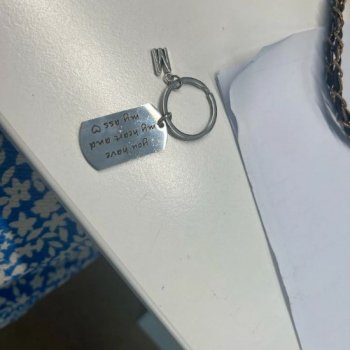 you have
my heart and
my ass ♡